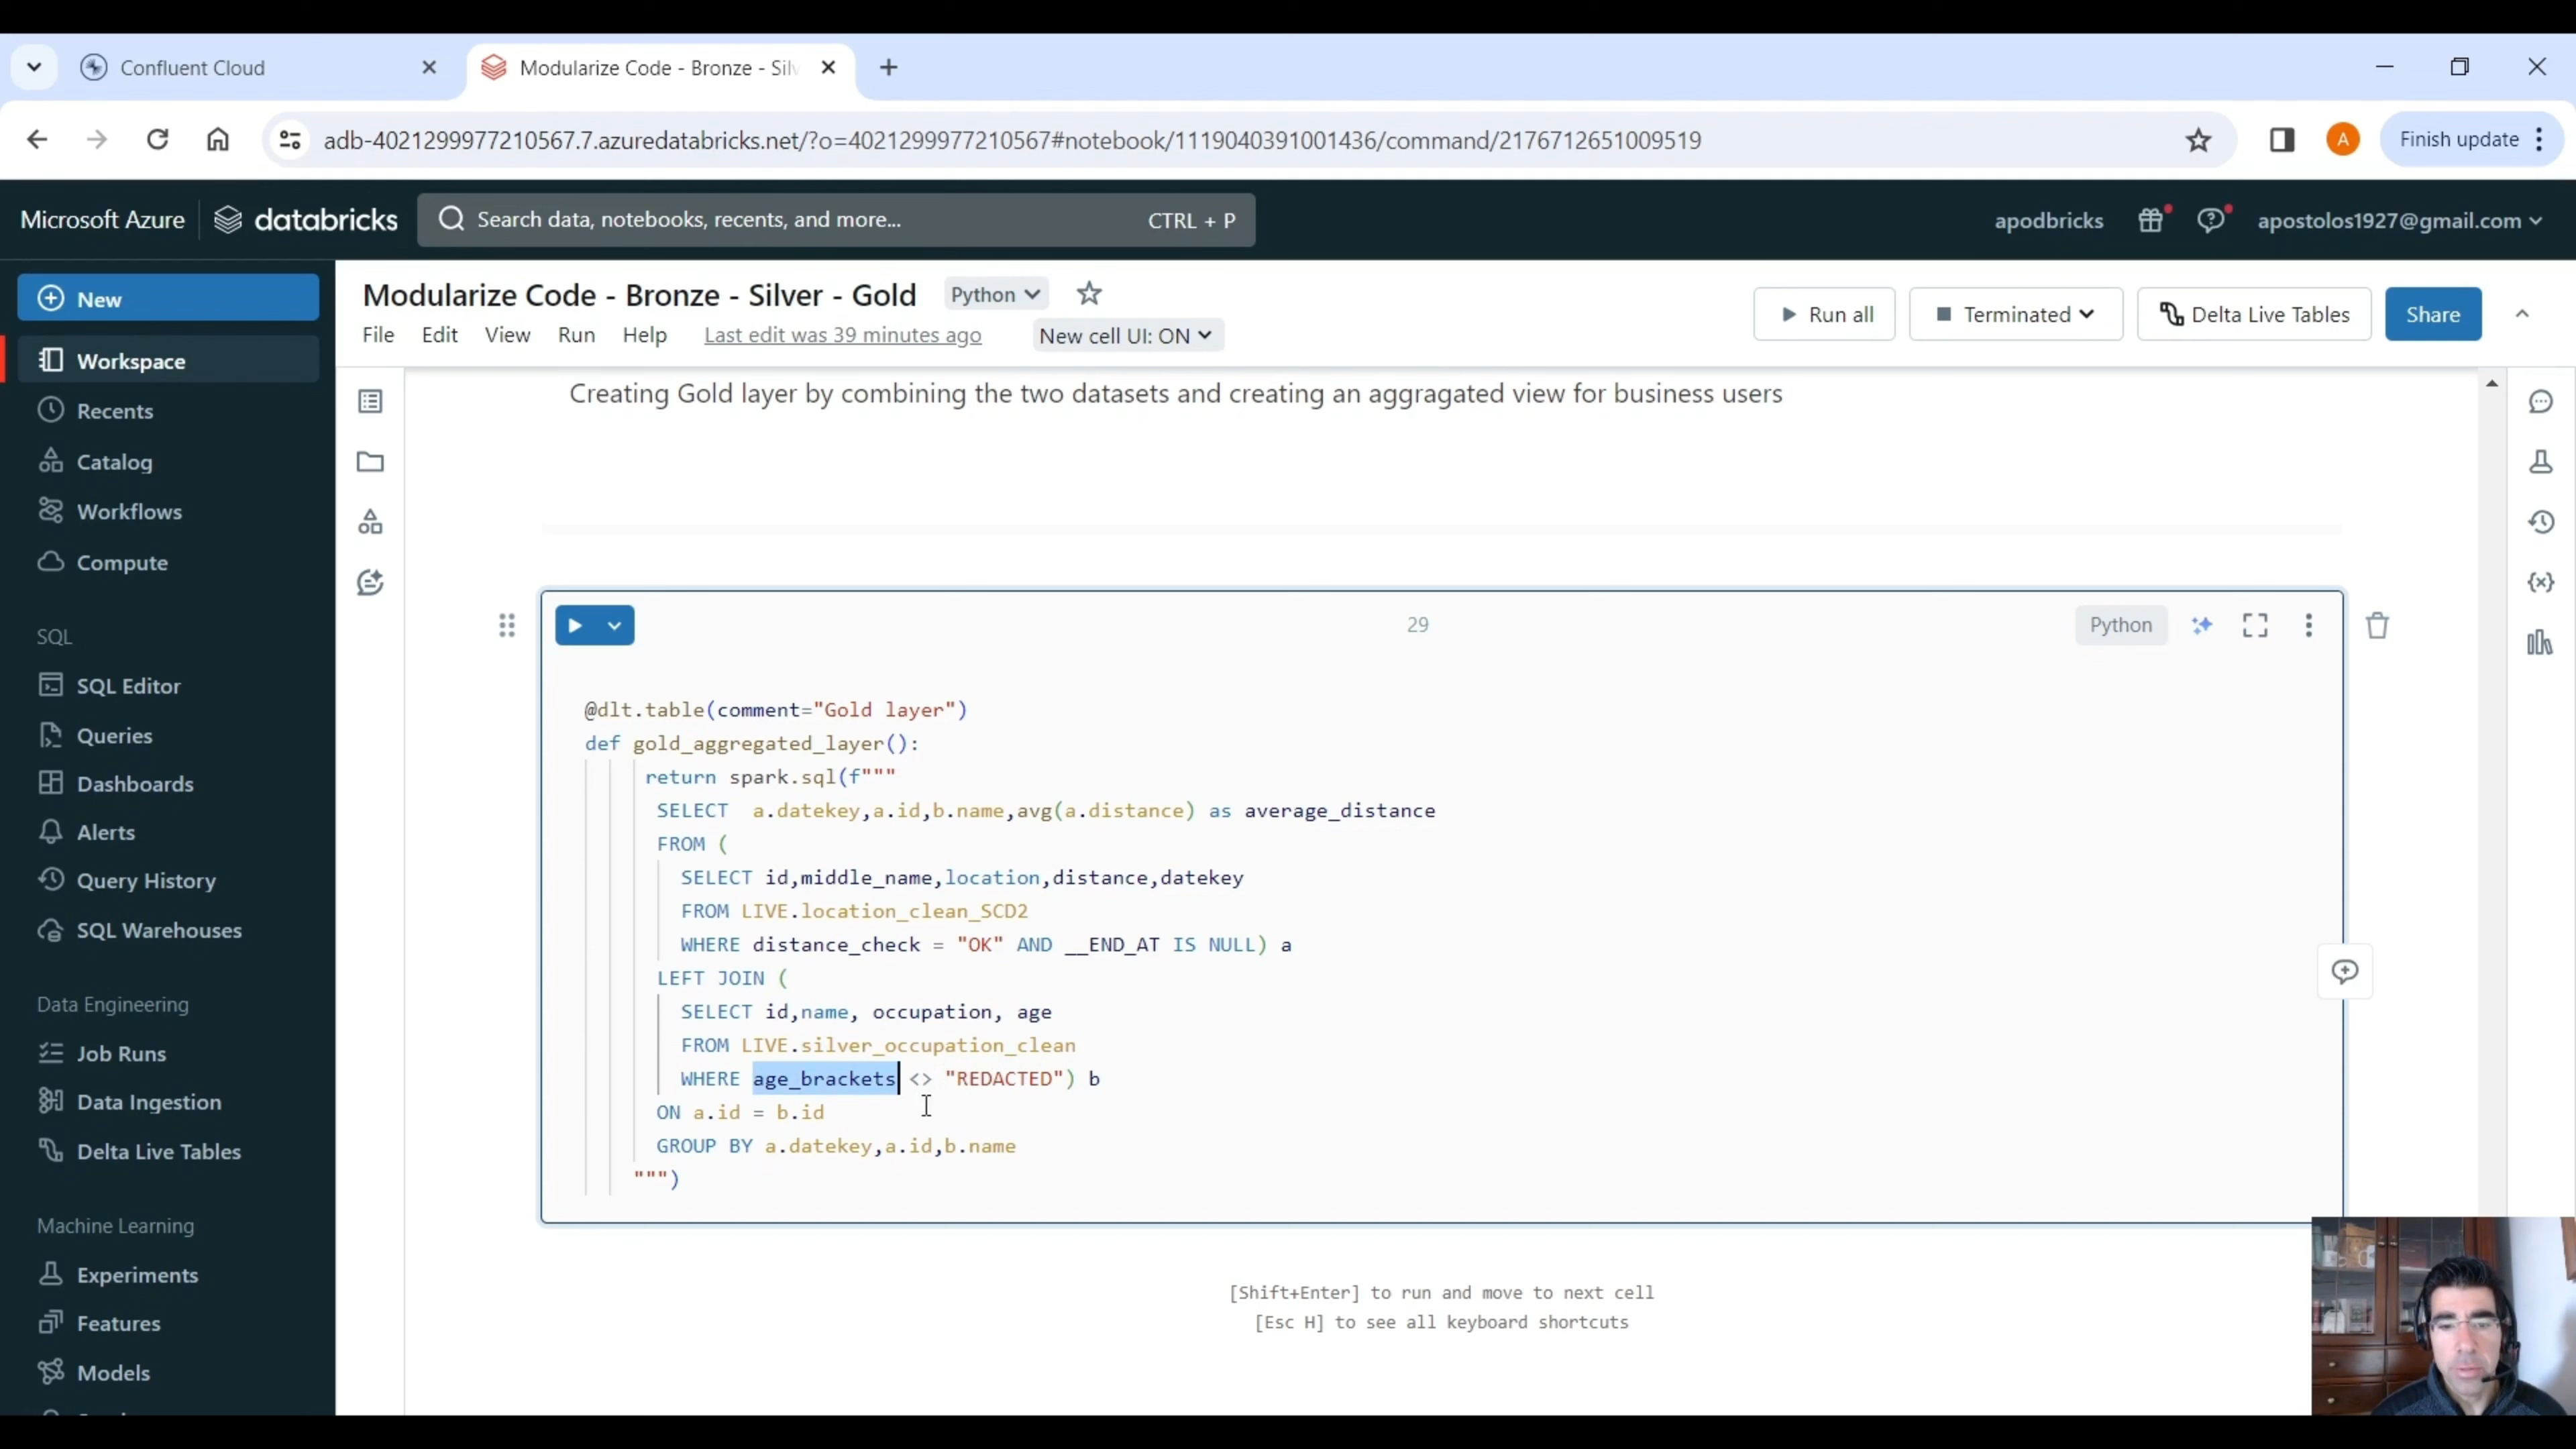 Confluent Cloud
Modularize Code - Bronze - Silv
adb-4021299977210567.7.azuredatabricks.net/?o=4021299977210567#notebook/1119040391001436/command/2176712651009519
A
Finish update
Microsoft Azure
databricks
Search data, notebooks, recents, and more...
CTRL + P
apodbricks
apostolos1927@gmail.com
New
Workspace
Recents
Catalog
Workflows
Compute
SQL
SQL Editor
Queries
Dashboards
Alerts
Query History
SQL Warehouses
Data Engineering
Job Runs
Data Ingestion
Delta Live Tables
Machine Learning
Experiments
Features
Models
Modularize Code - Bronze - Silver - Gold
Python
File Edit View Run Help Last edit was 39 minutes ago
New cell UI: ON
Run all
Terminated
Delta Live Tables
Share
Creating Gold layer by combining the two datasets and creating an aggragated view for business users
29
Python
@dlt.table(comment="Gold layer")
def gold_aggregated_layer():
return spark.sql(f"""
SELECT a.datekey,a.id,b.name,avg(a.distance) as average_distance
FROM (
SELECT id,middle_name,location,distance,datekey
FROM LIVE.location_clean_SCD2
WHERE distance_check = "OK" AND __END_AT IS NULL) a
LEFT JOIN (
SELECT id,name, occupation, age
FROM LIVE.silver_occupation_clean
WHERE age_brackets <> "REDACTED") b
ON a.id = b.id
GROUP BY a.datekey,a.id,b.name
""")
[Shift+Enter] to run and move to next cell
[Esc H] to see all keyboard shortcuts